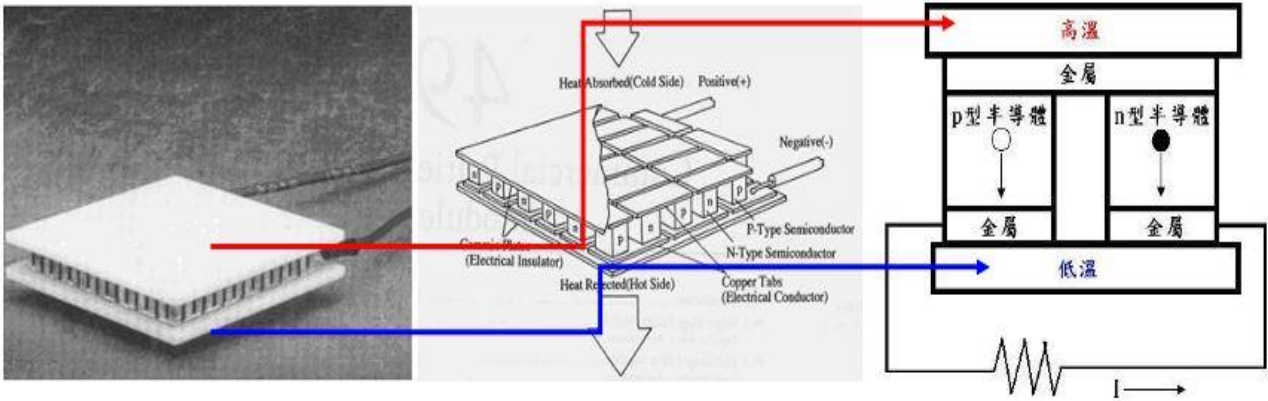 Heat Absorbed(Cold Side)
Positive(+)
Negative(-)
n
p
n
p
n
p
n
p
n
p
P-Type Semiconductor
N-Type Semiconductor
(Electrical Insulator)
Copper Tabs
(Electrical Conductor)
Heat Rejected(Hot Side)
高溫
金屬
p型半導體
n型半導體
金屬
金屬
低溫
I